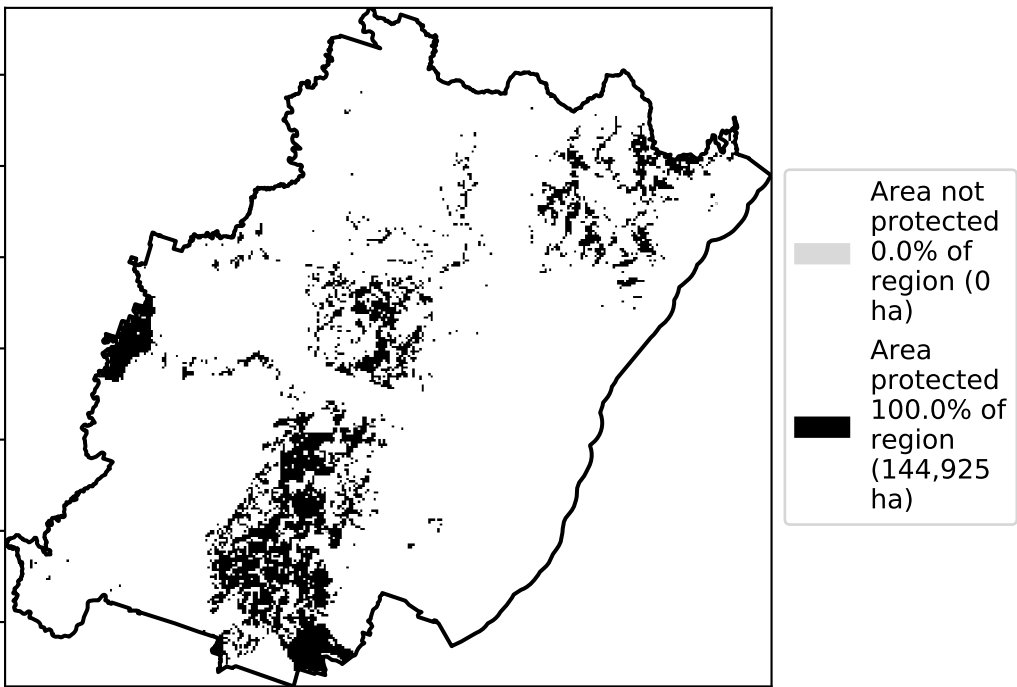 Area not
protected
0.0% of
region (0
ha)
Area
protected
100.0% of
region
(144,925
ha)